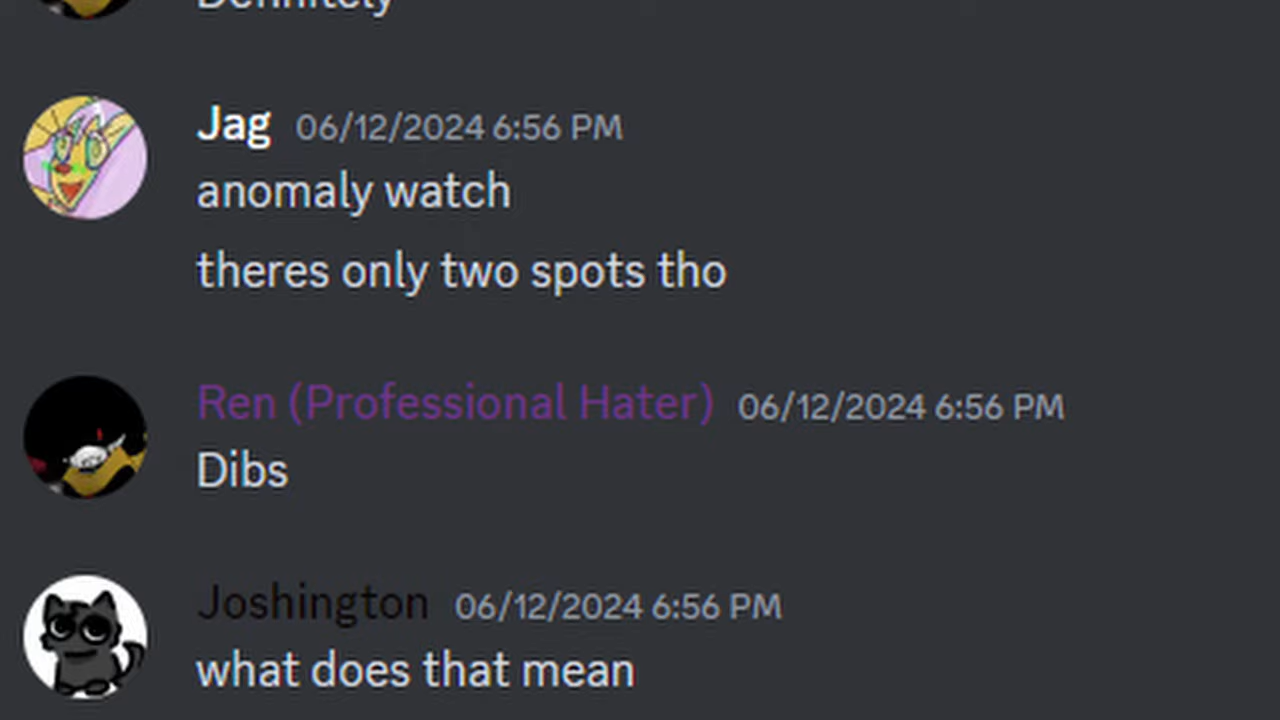 Definitely
Jag 06/12/2024 6:56 PM
anomaly watch
theres only two spots tho
Ren (Professional Hater) 06/12/2024 6:56 PM
Dibs
Joshington 06/12/2024 6:56 PM
what does that mean